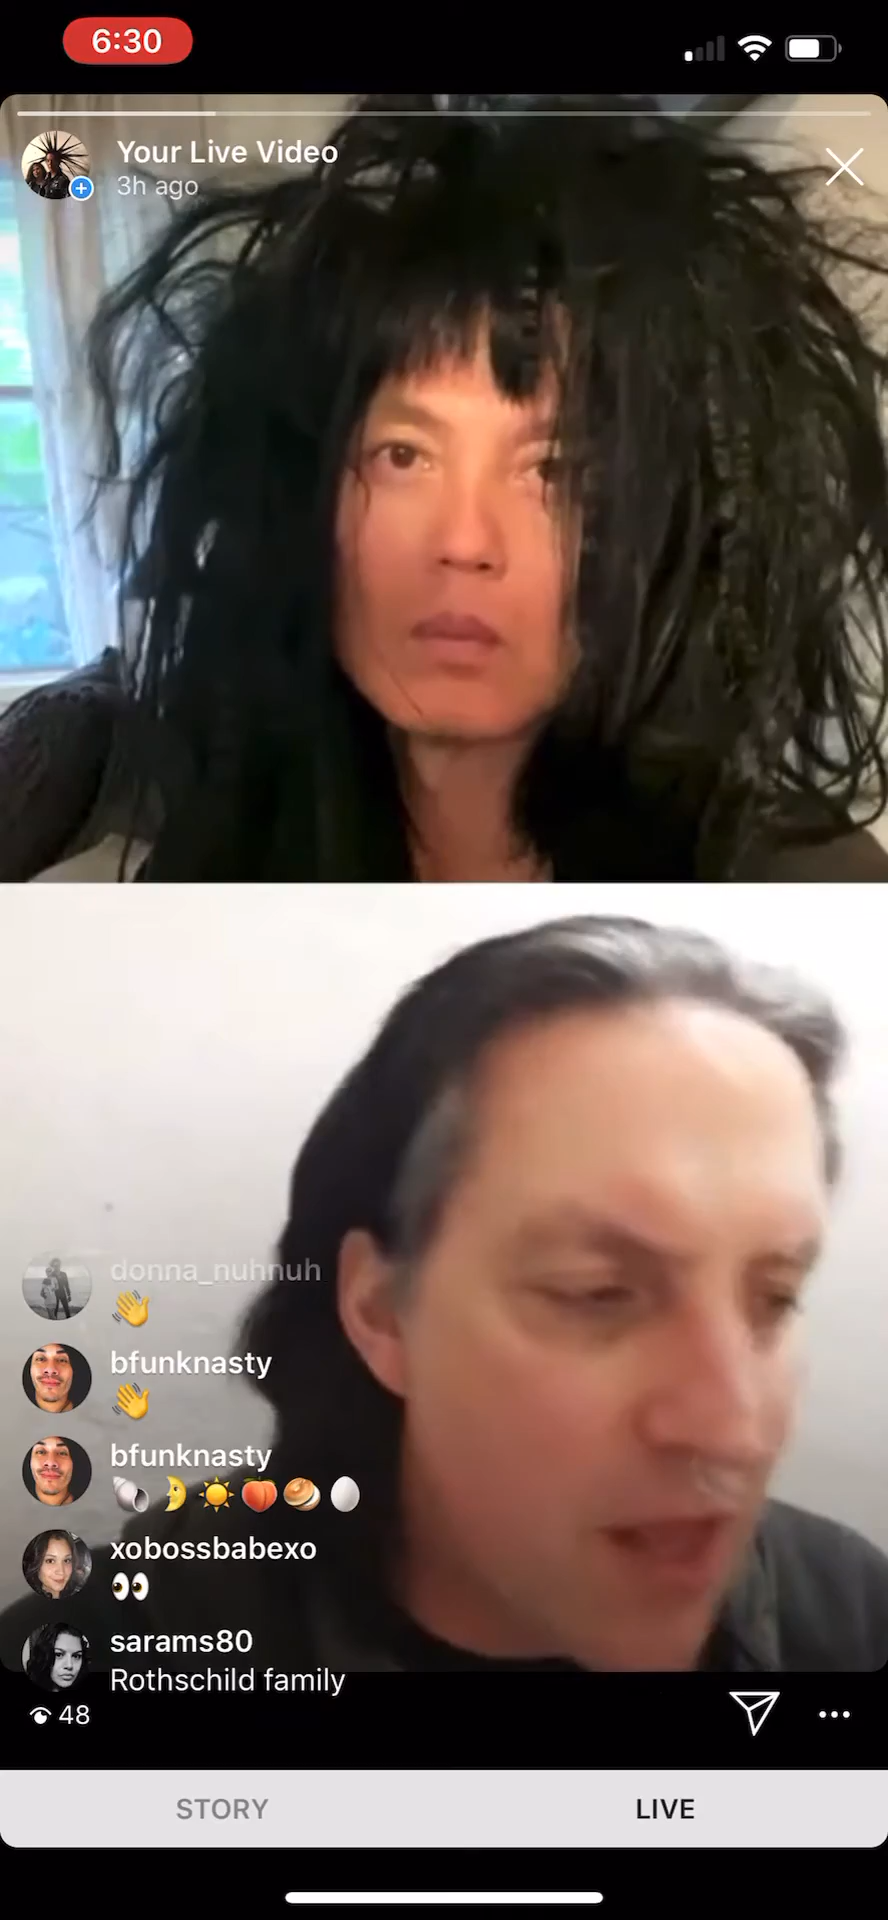 6:30
Your Live Video
3h ago
donna_nuhnuh
👋
bfunknasty
👋
bfunknasty
🐚🌛☀️🍑🥯🥚
xobossbabexo
👀
sarams80
Rothschild family
48
STORY
LIVE